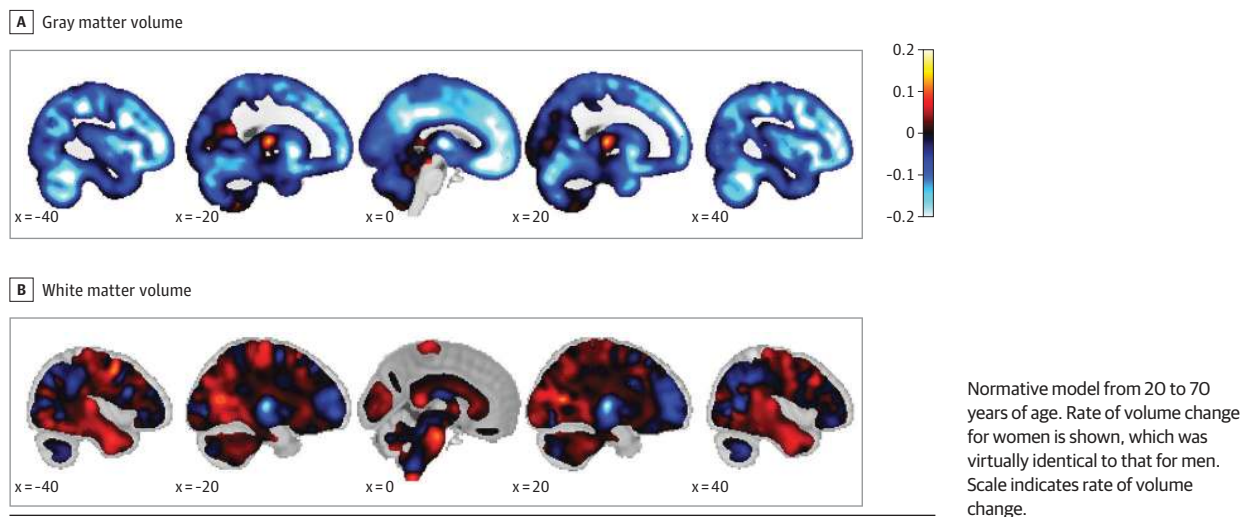 A Gray matter volume
0.2
0.1
0
-0.1
-0.2
x = -40
x = -20
x = 0
x = 20
x = 40
B White matter volume
x = -40
x = -20
x = 0
x = 20
x = 40
Normative model from 20 to 70
years of age. Rate of volume change
for women is shown, which was
virtually identical to that for men.
Scale indicates rate of volume
change.